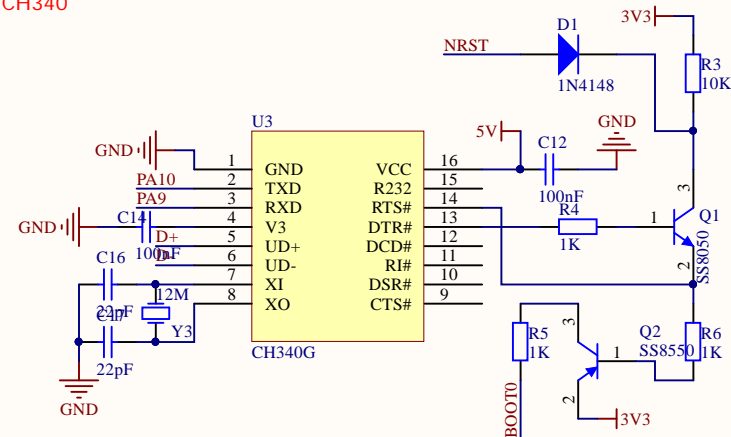 CH340
3V3
D1
NRST
1N4148
R3
10K
U3
5V
C12
GND
100nF
GND
PA10
PA9
GND
C14
100nF
D+
D-
C16
22pF
C17
22pF
12M
Y3
GND
1 GND VCC 16
2 TXD R232 15
3 RXD RTS# 14
4 V3 DTR# 13
5 UD+ DCD# 12
6 UD- RI# 11
7 XI DSR# 10
8 XO CTS# 9
CH340G
R4
1K
3
1
2
Q1
SS8050
R5
1K
BOOT0
3
1
2
Q2
SS8550
R6
1K
3V3